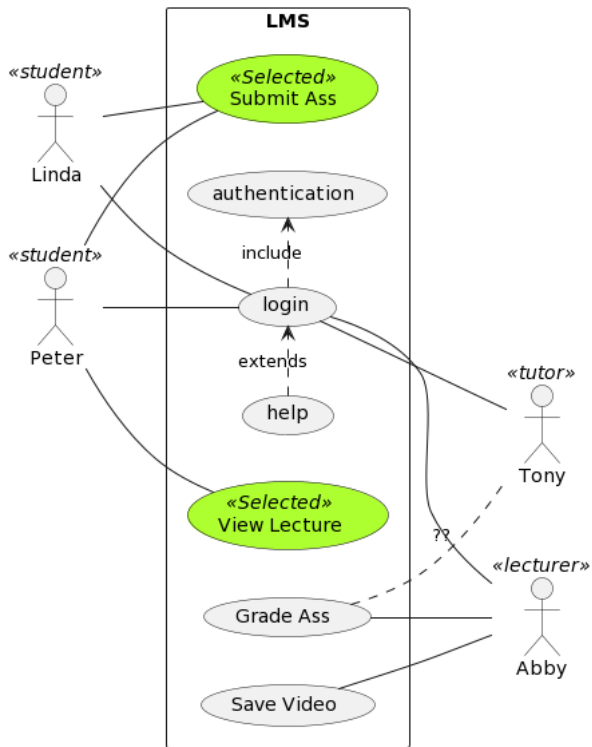 LMS
«student»
Linda
«Selected»
Submit Ass
authentication
include
«student»
Peter
login
extends
help
«tutor»
Tony
«Selected»
View Lecture
??
«lecturer»
Abby
Grade Ass
Save Video